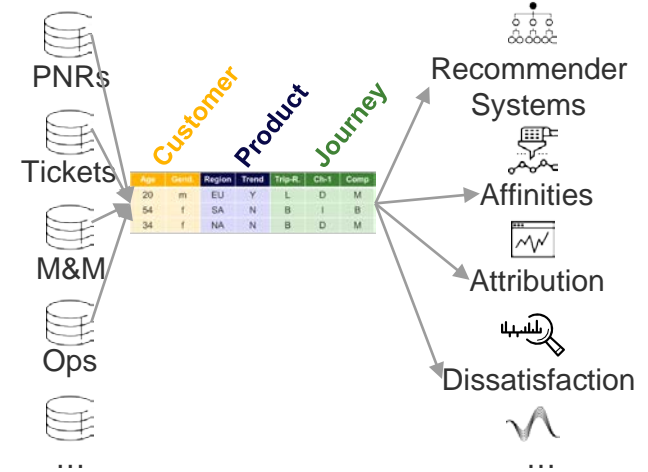 PNRs
Tickets
M&M
Ops
...
Customer
Product
Journey
Age Gend. Region Trend Trip-R. Ch-1 Comp
20 m EU Y L D M
54 f SA N B I B
34 f NA N B D M
Recommender
Systems
Affinities
Attribution
Dissatisfaction
...